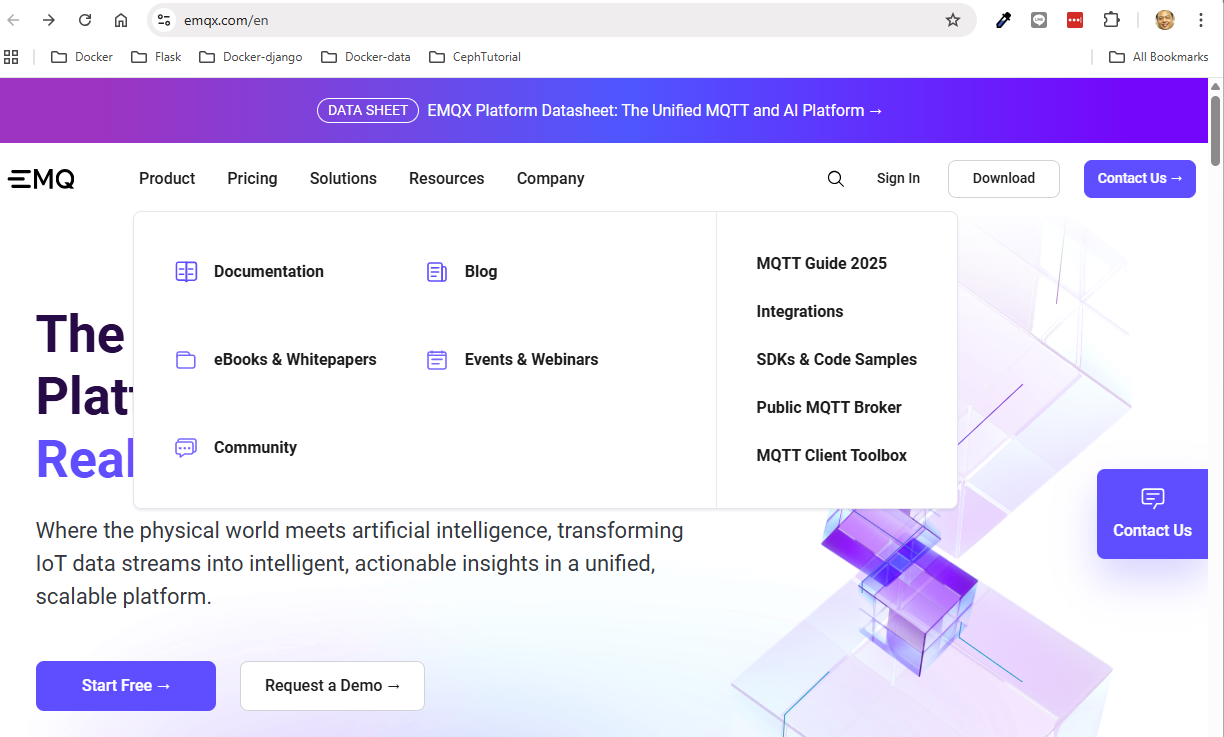 emqx.com/en
Docker
Flask
Docker-django
Docker-data
CephTutorial
All Bookmarks
DATA SHEET
EMQX Platform Datasheet: The Unified MQTT and AI Platform →
EMQ
Product
Pricing
Solutions
Resources
Company
Sign In
Download
Contact Us →
Documentation
Blog
eBooks & Whitepapers
Events & Webinars
Community
MQTT Guide 2025
Integrations
SDKs & Code Samples
Public MQTT Broker
MQTT Client Toolbox
The
Real
Where the physical world meets artificial intelligence, transforming
IoT data streams into intelligent, actionable insights in a unified,
scalable platform.
Contact Us
Start Free →
Request a Demo →